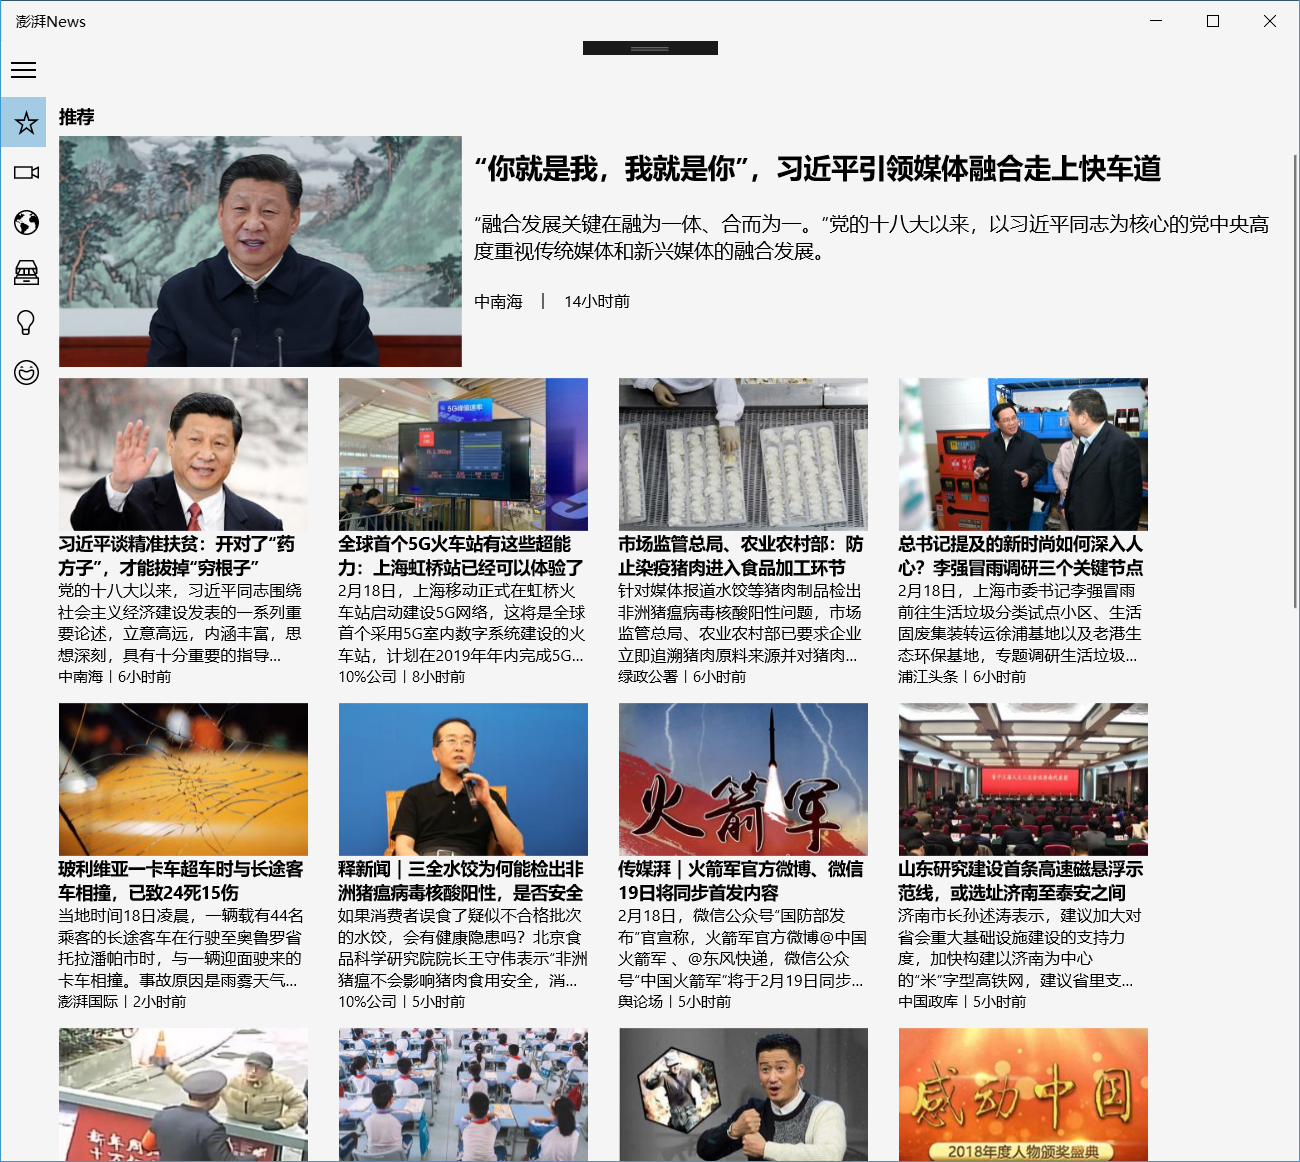 澎湃News
推荐
“你就是我，我就是你”，习近平引领媒体融合走上快车道
“融合发展关键在融为一体、合而为一。”党的十八大以来，以习近平同志为核心的党中央高
度重视传统媒体和新兴媒体的融合发展。
中南海 | 14小时前
5G峰值速率
习近平谈精准扶贫：开对了“药
方子”，才能拔掉“穷根子”
党的十八大以来，习近平同志围绕
社会主义经济建设发表的一系列重
要论述，立意高远，内涵丰富，思
想深刻，具有十分重要的指导...
中南海 | 6小时前
全球首个5G火车站有这些超能
力：上海虹桥站已经可以体验了
2月18日，上海移动正式在虹桥火
车站启动建设5G网络，这将是全球
首个采用5G室内数字系统建设的火
车站，计划在2019年年内完成5G...
10%公司 | 8小时前
市场监管总局、农业农村部：防
止染疫猪肉进入食品加工环节
针对媒体报道水饺等猪肉制品检出
非洲猪瘟病毒核酸阳性问题，市场
监管总局、农业农村部已要求企业
立即追溯猪肉原料来源并对猪肉...
绿政公署 | 6小时前
总书记提及的新时尚如何深入人
心？李强冒雨调研三个关键节点
2月18日，上海市委书记李强冒雨
前往生活垃圾分类试点小区、生活
固废集装转运徐浦基地以及老港生
态环保基地，专题调研生活垃圾...
浦江头条 | 6小时前
火箭军
玻利维亚一卡车超车时与长途客
车相撞，已致24死15伤
当地时间18日凌晨，一辆载有44名
乘客的长途客车在行驶至奥鲁罗省
托拉潘帕市时，与一辆迎面驶来的
卡车相撞。事故原因是雨雾天气...
澎湃国际 | 2小时前
释新闻｜三全水饺为何能检出非
洲猪瘟病毒核酸阳性，是否安全
如果消费者误食了疑似不合格批次
的水饺，会有健康隐患吗？北京食
品科学研究院院长王守伟表示“非洲
猪瘟不会影响猪肉食用安全，消...
10%公司 | 5小时前
传媒湃｜火箭军官方微博、微信
19日将同步首发内容
2月18日，微信公众号“国防部发
布”官宣称，火箭军官方微博@中国
火箭军 、@东风快递，微信公众
号“中国火箭军”将于2月19日同步...
舆论场 | 5小时前
山东研究建设首条高速磁悬浮示
范线，或选址济南至泰安之间
济南市长孙述涛表示，建议加大对
省会重大基础设施建设的支持力
度，加快构建以济南为中心
的“米”字型高铁网，建议省里支...
中国政库 | 5小时前
新年周
感动中国
2018年度人物颁奖盛典